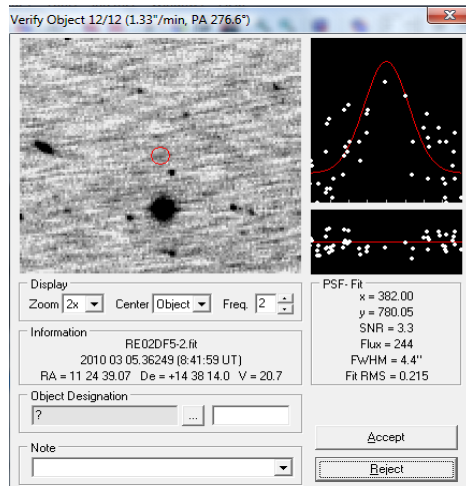 Verify Object 12/12 (1.33"/min, PA 276.6°)
Display
Zoom 2x Center Object Freq. 2
Information
RE02DF5-2.fit
2010 03 05.36249 (8:41:59 UT)
RA = 11 24 39.07 De = +14 38 14.0 V = 20.7
PSF- Fit
x = 382.00
y = 780.05
SNR = 3.3
Flux = 244
FWHM = 4.4''
Fit RMS = 0.215
Object Designation
? ...
Note
Accept
Reject